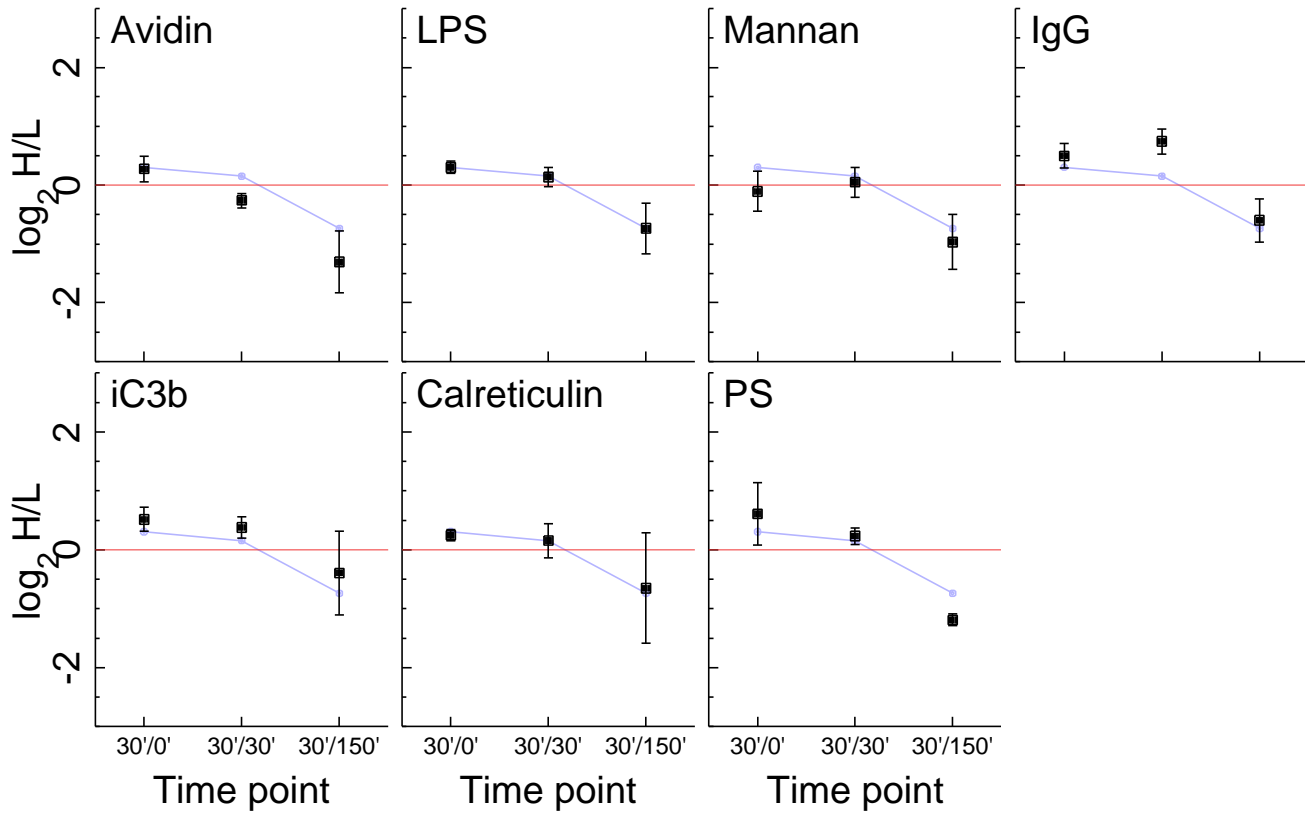 Avidin
LPS
Mannan
IgG
2
0
-2
log2 H/L
iC3b
Calreticulin
PS
2
0
-2
log2 H/L
30'/0' 30'/30' 30'/150'
30'/0' 30'/30' 30'/150'
30'/0' 30'/30' 30'/150'
Time point
Time point
Time point